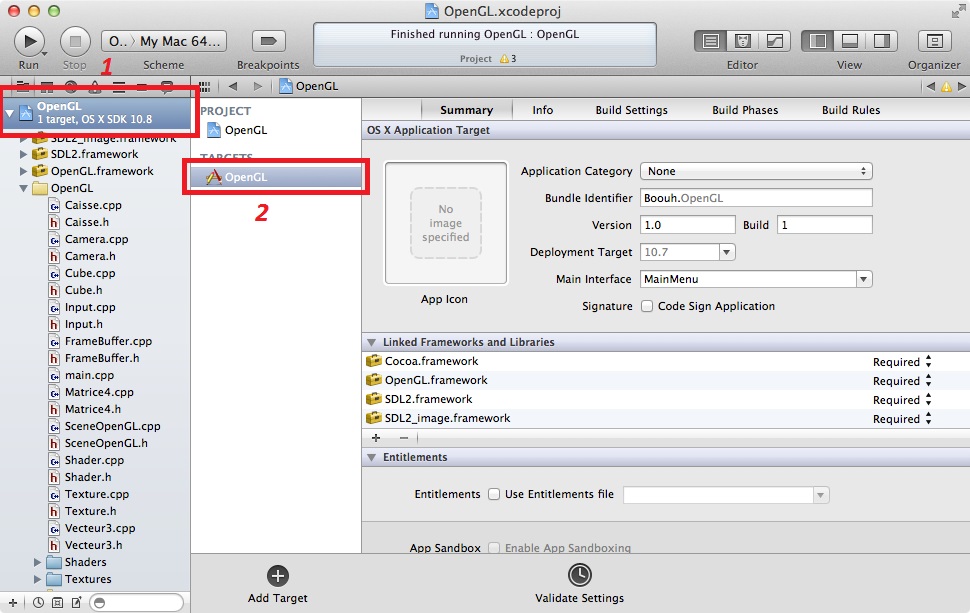 OpenGL.xcodeproj
Finished running OpenGL : OpenGL
Project 3
O.. 〉 My Mac 64...
Run
Stop
Scheme
Breakpoints
Editor
View
Organizer
1
OpenGL
OpenGL
1 target, OS X SDK 10.8
SDL2_image.framework
SDL2.framework
OpenGL.framework
OpenGL
Caisse.cpp
Caisse.h
Camera.cpp
Camera.h
Cube.cpp
Cube.h
Input.cpp
Input.h
FrameBuffer.cpp
FrameBuffer.h
main.cpp
Matrice4.cpp
Matrice4.h
SceneOpenGL.cpp
SceneOpenGL.h
Shader.cpp
Shader.h
Texture.cpp
Texture.h
Vecteur3.cpp
Vecteur3.h
Shaders
Textures
PROJECT
OpenGL
TARGETS
OpenGL
2
Summary
Info
Build Settings
Build Phases
Build Rules
OS X Application Target
No
image
specified
App Icon
Application Category None
Bundle Identifier Boouh.OpenGL
Version 1.0 Build 1
Deployment Target 10.7
Main Interface MainMenu
Signature Code Sign Application
Linked Frameworks and Libraries
Cocoa.framework Required
OpenGL.framework Required
SDL2.framework Required
SDL2_image.framework Required
Entitlements
Entitlements Use Entitlements file
App Sandbox Enable App Sandboxing
Add Target
Validate Settings